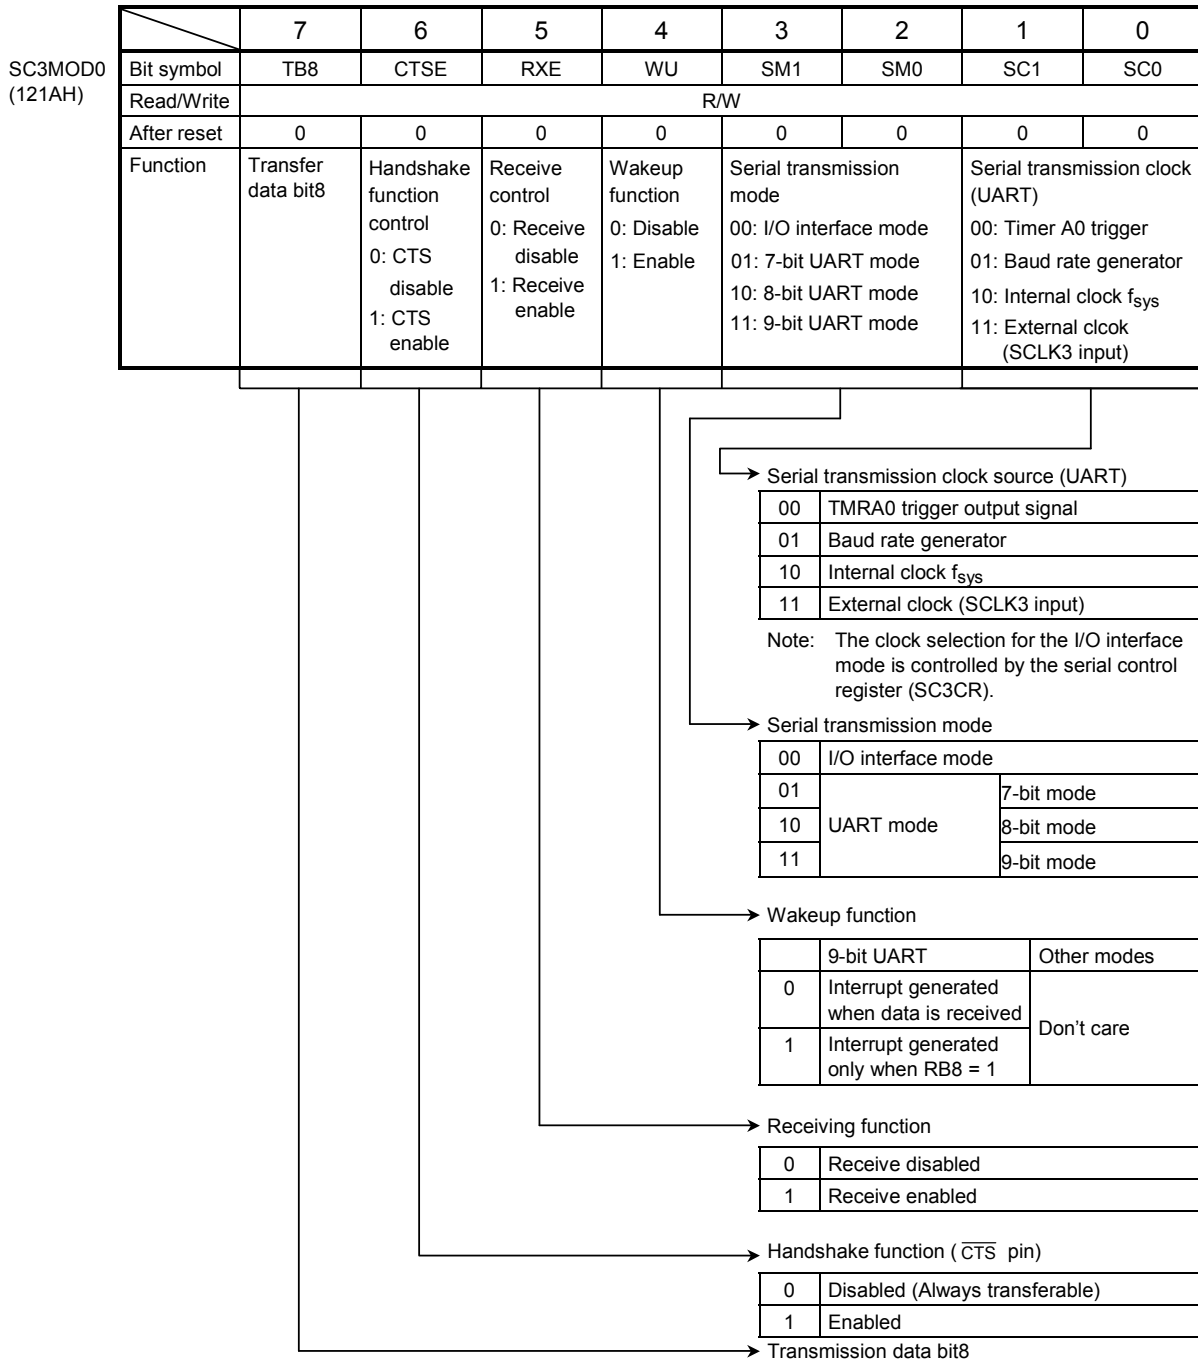 7 6 5 4 3 2 1 0
SC3MOD0
(121AH)
Bit symbol TB8 CTSE RXE WU SM1 SM0 SC1 SC0
Read/Write R/W
After reset 0 0 0 0 0 0 0 0
Function
Transfer
data bit8
Handshake
function
control
0: CTS
disable
1: CTS
enable
Receive
control
0: Receive
disable
1: Receive
enable
Wakeup
function
0: Disable
1: Enable
Serial transmission
mode
00: I/O interface mode
01: 7-bit UART mode
10: 8-bit UART mode
11: 9-bit UART mode
Serial transmission clock
(UART)
00: Timer A0 trigger
01: Baud rate generator
10: Internal clock fsys
11: External clcok
(SCLK3 input)
Serial transmission clock source (UART)
00 TMRA0 trigger output signal
01 Baud rate generator
10 Internal clock fsys
11 External clock (SCLK3 input)
Note: The clock selection for the I/O interface
mode is controlled by the serial control
register (SC3CR).
Serial transmission mode
00 I/O interface mode
01 7-bit mode
10 UART mode 8-bit mode
11 9-bit mode
Wakeup function
9-bit UART Other modes
0 Interrupt generated
when data is received
Don't care
1 Interrupt generated
only when RB8 = 1
Receiving function
0 Receive disabled
1 Receive enabled
Handshake function ( CTS pin)
0 Disabled (Always transferable)
1 Enabled
Transmission data bit8